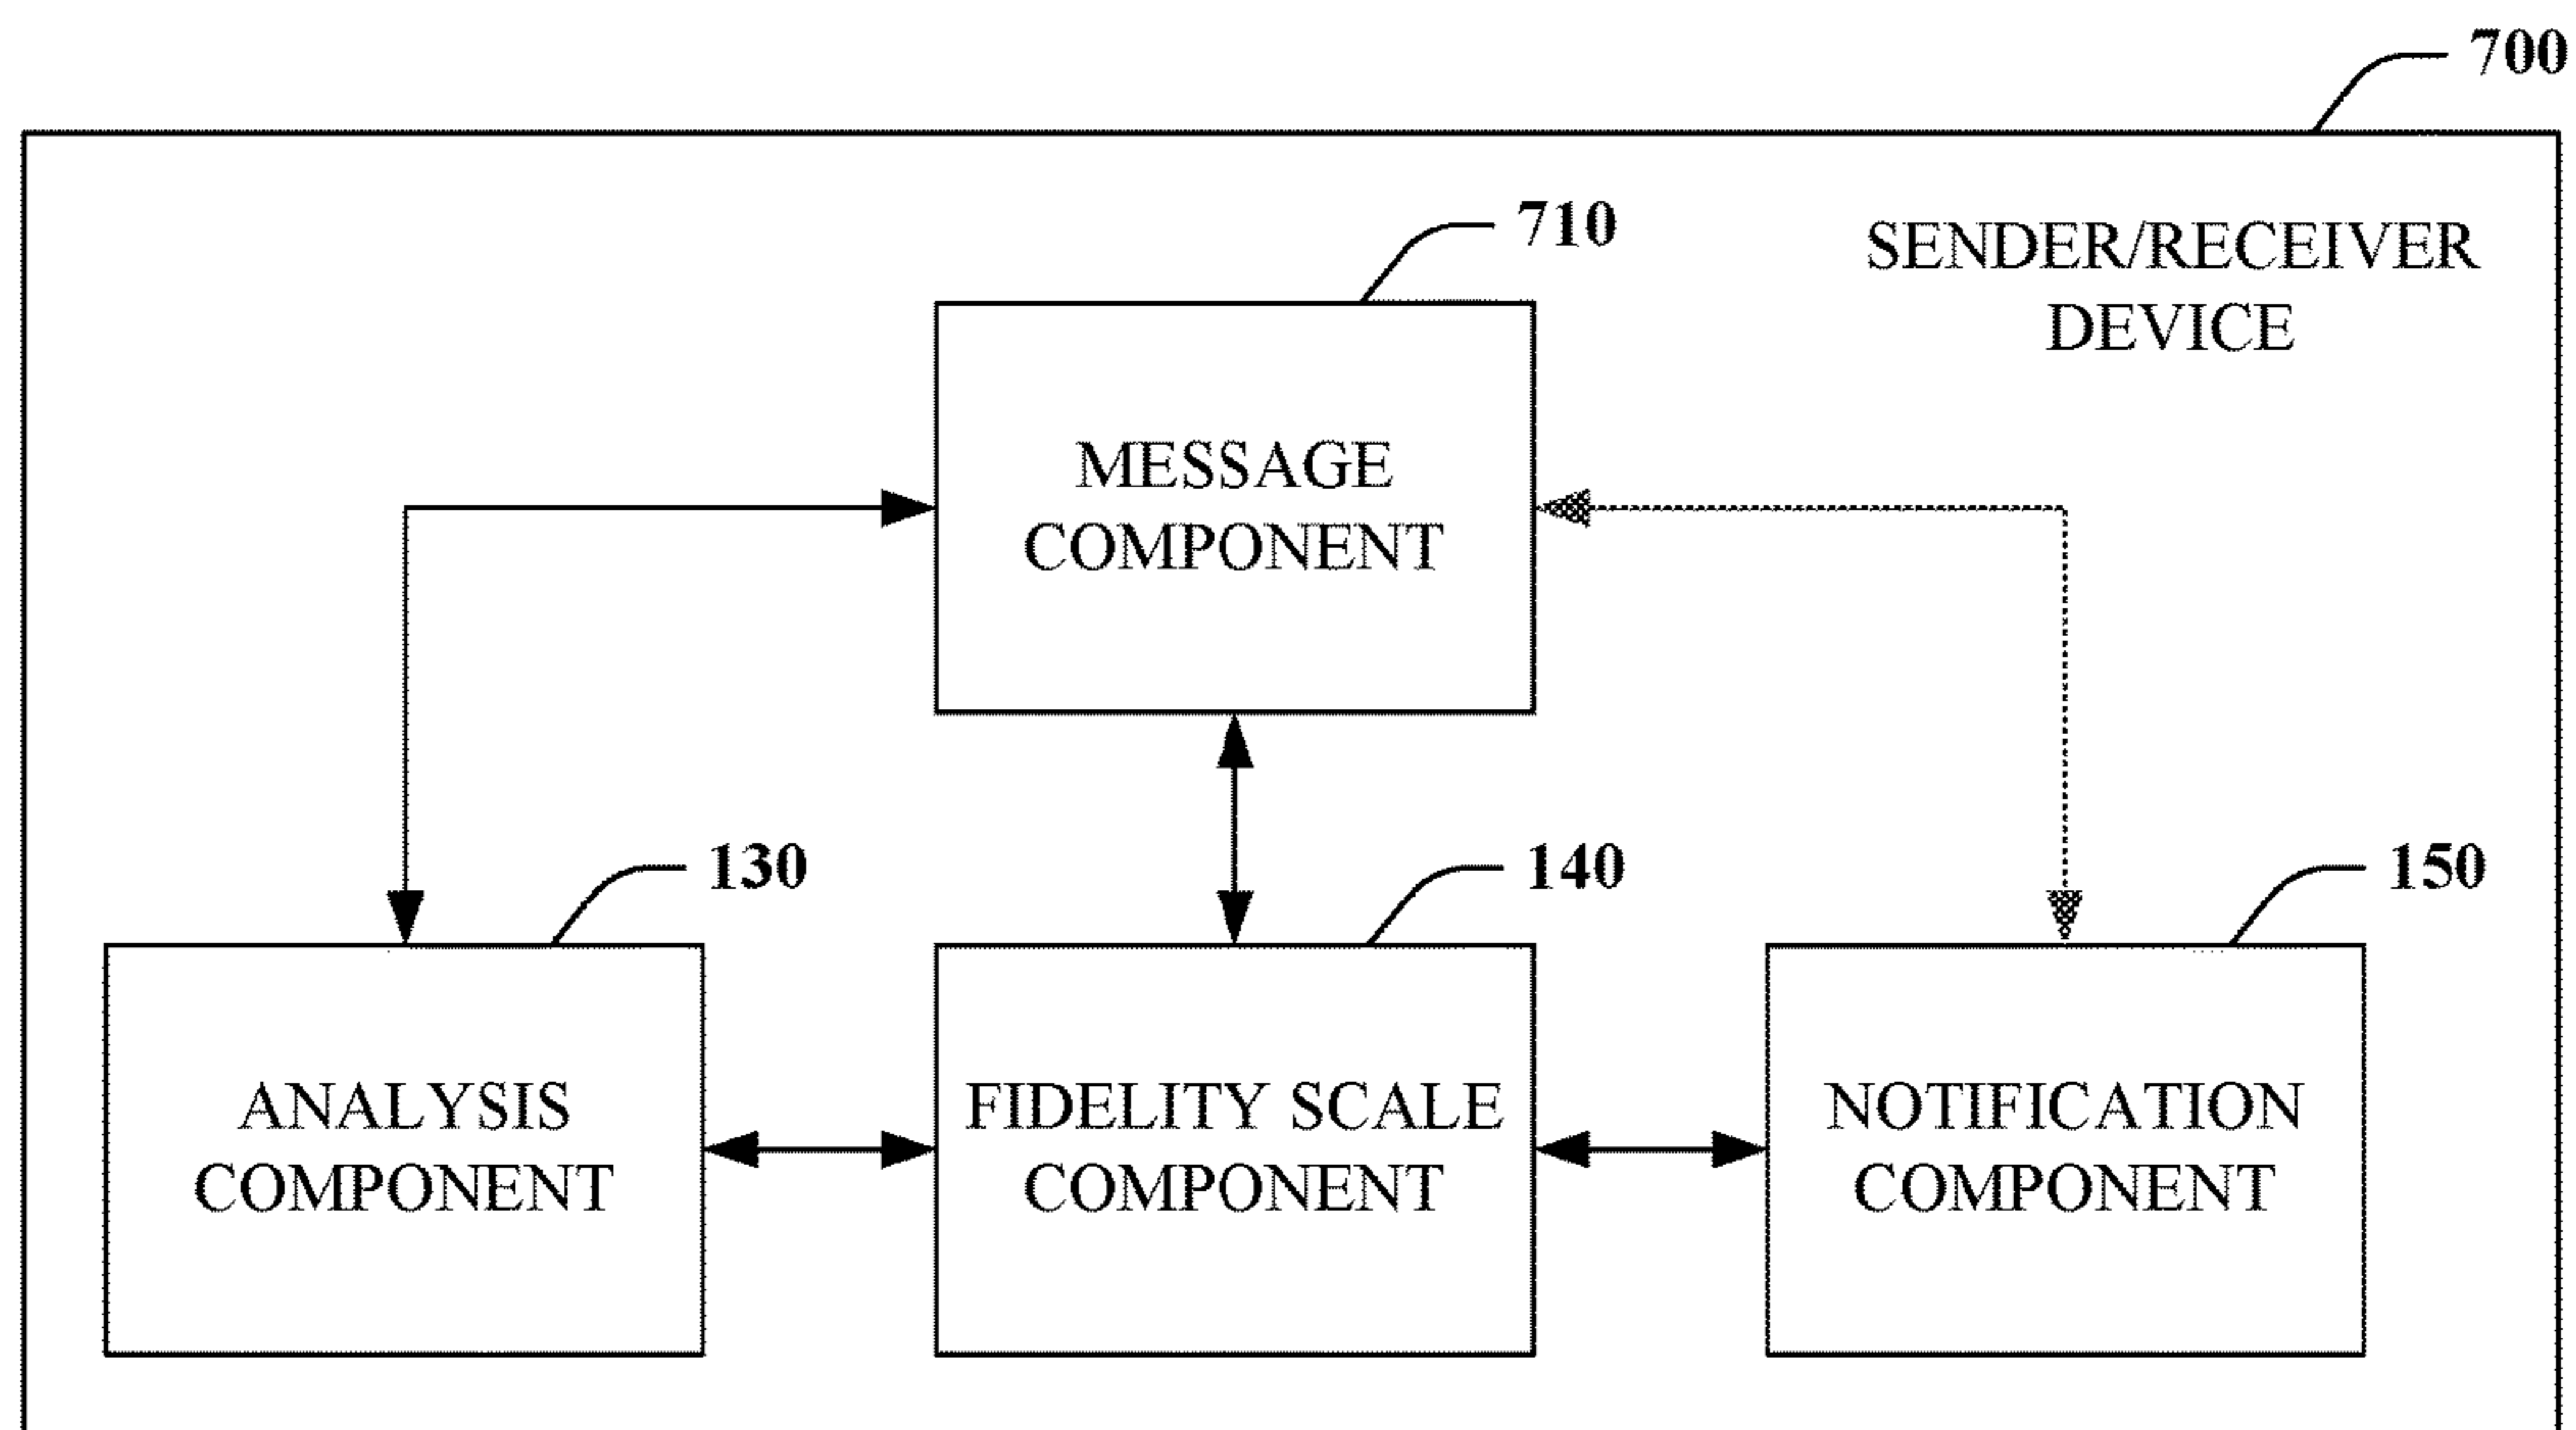 700
710
SENDER/RECEIVER
DEVICE
MESSAGE
COMPONENT
130
140
150
ANALYSIS
COMPONENT
FIDELITY SCALE
COMPONENT
NOTIFICATION
COMPONENT